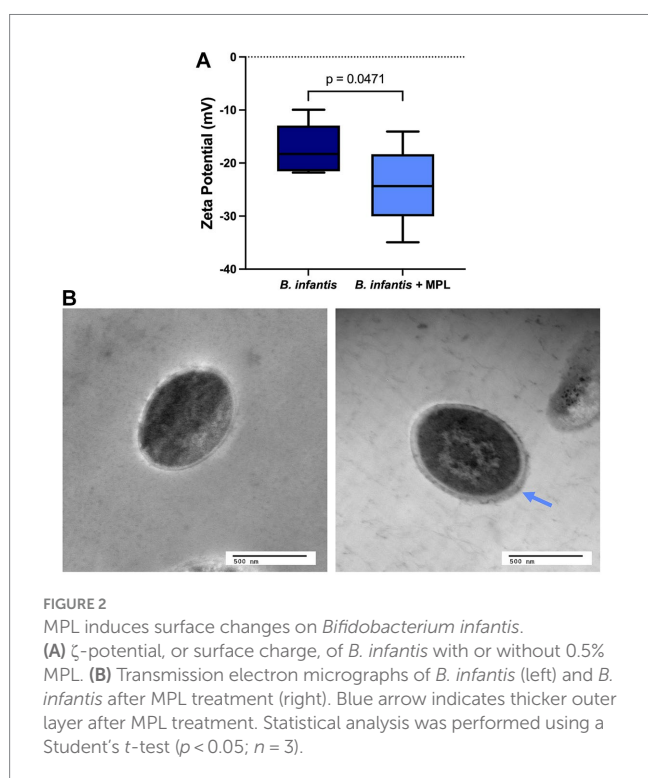 A
0
p = 0.0471
-10
-20
-30
-40
Zeta Potential (mV)
B. infantis
B. infantis + MPL
B
500 nm
500 nm
FIGURE 2
MPL induces surface changes on Bifidobacterium infantis.
(A) ζ-potential, or surface charge, of B. infantis with or without 0.5%
MPL. (B) Transmission electron micrographs of B. infantis (left) and B.
infantis after MPL treatment (right). Blue arrow indicates thicker outer
layer after MPL treatment. Statistical analysis was performed using a
Student’s t-test (p < 0.05; n = 3).